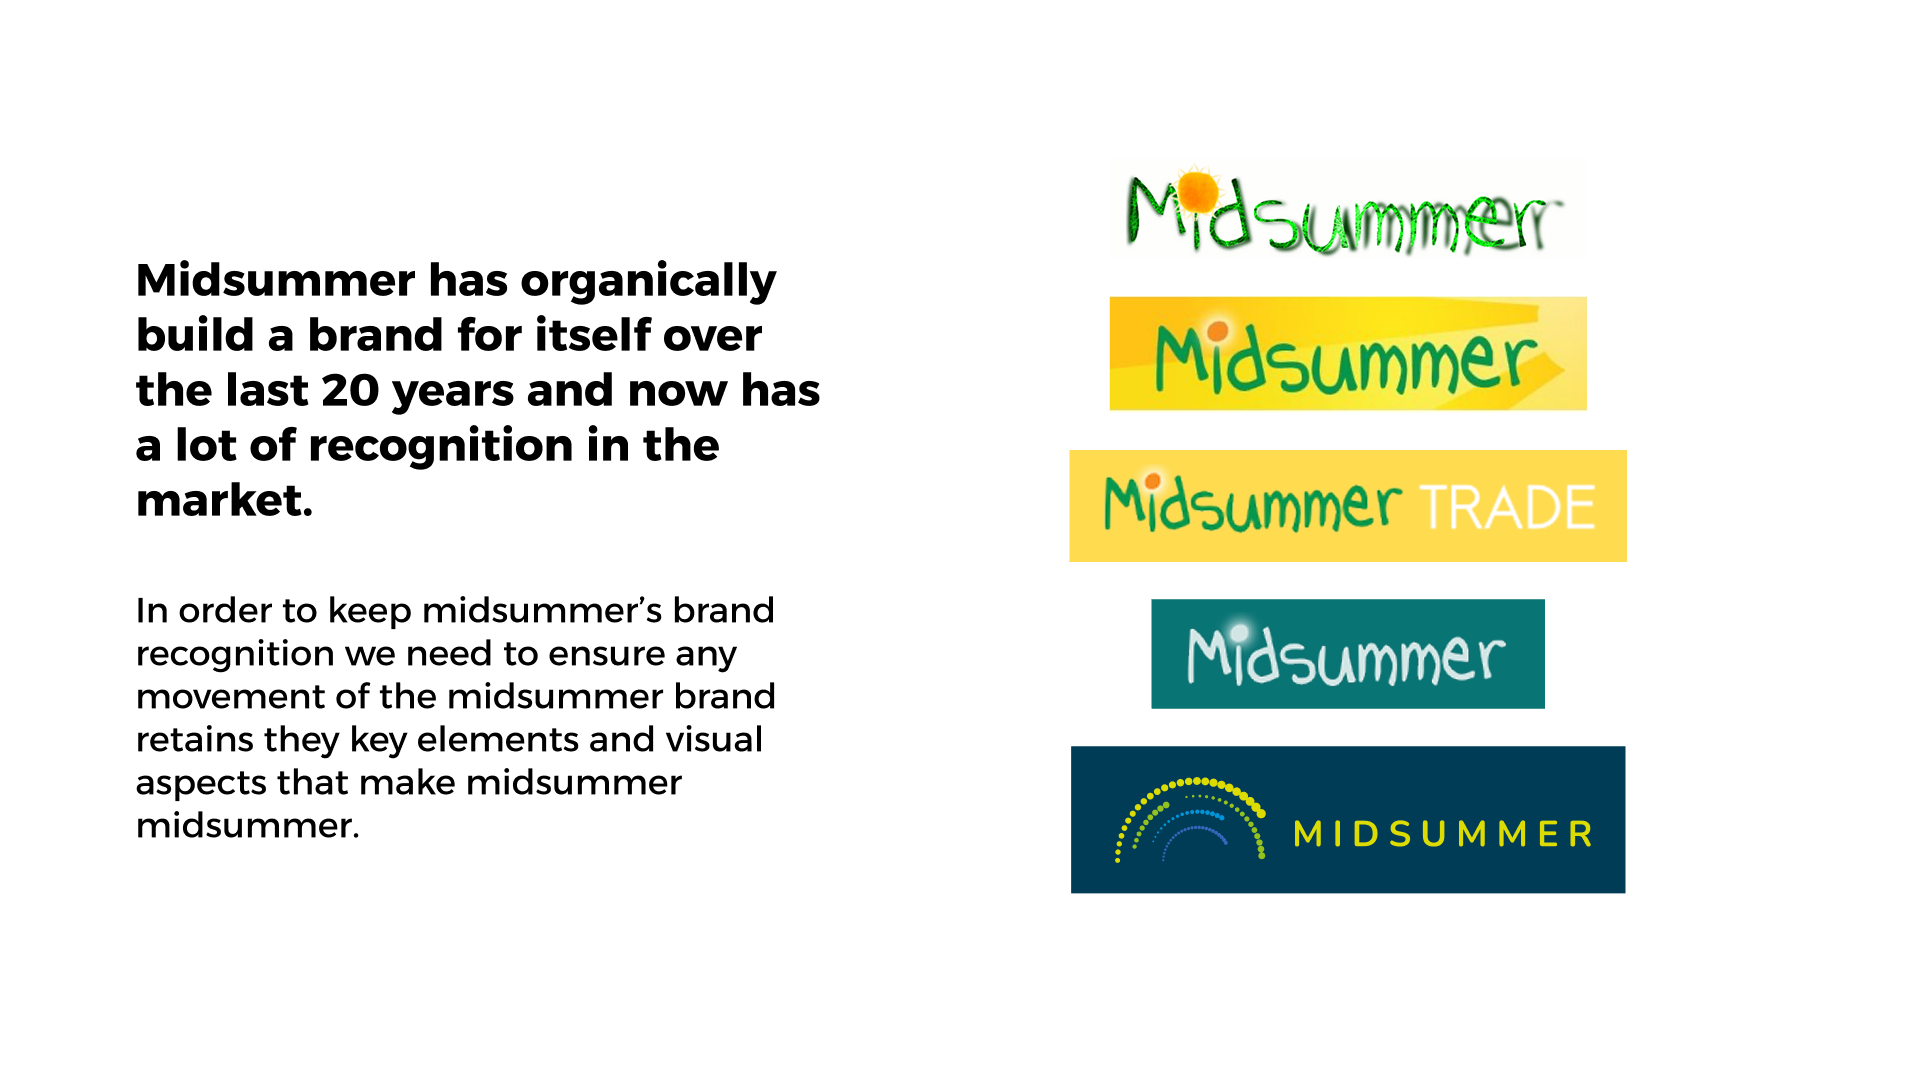 Midsummer has organically
build a brand for itself over
the last 20 years and now has
a lot of recognition in the
market.
In order to keep midsummer’s brand
recognition we need to ensure any
movement of the midsummer brand
retains they key elements and visual
aspects that make midsummer
midsummer.
Midsummer
Midsummer
Midsummer TRADE
Midsummer
MIDSUMMER